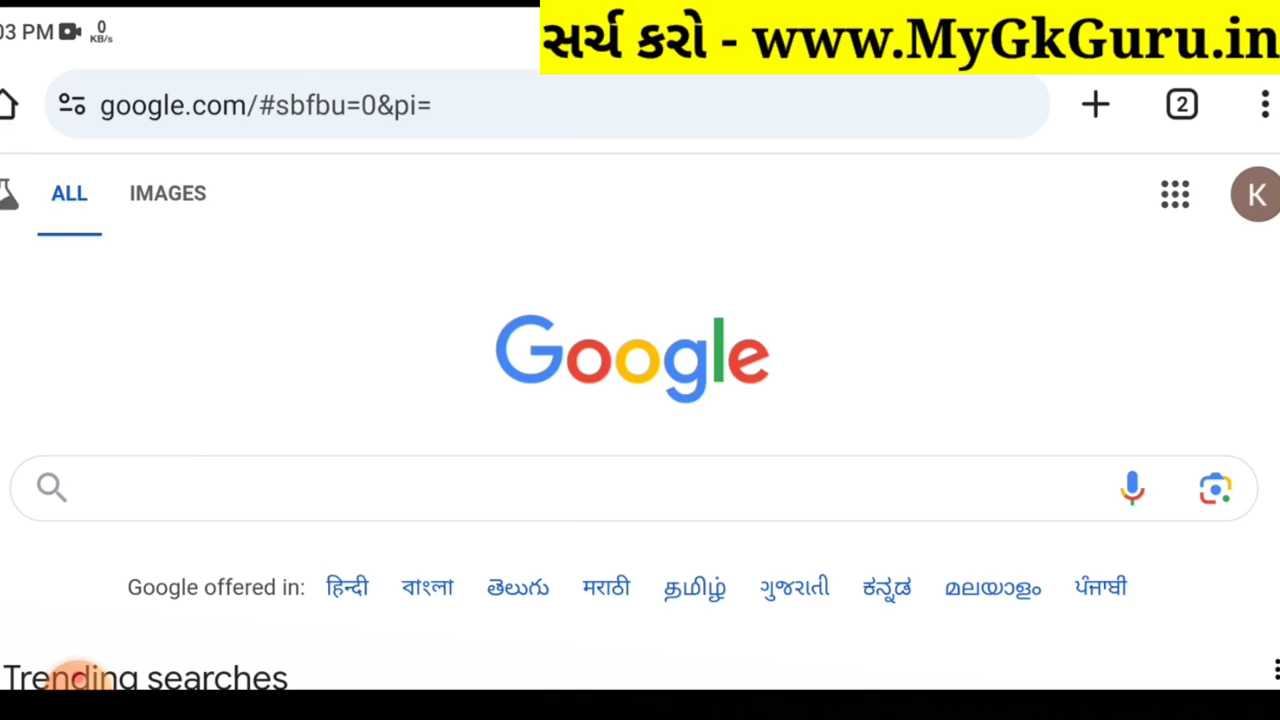 03 PM 0 KB/s
સર્ચ કરો - www.MyGkGuru.in
google.com/#sbfbu=0&pi=
2
ALL IMAGES
K
Google
Google offered in: हिन्दी বাংলা తెలుగు मराठी தமிழ் ગુજરાતી ಕನ್ನಡ മലയാളം ਪੰਜਾਬੀ
Trending searches